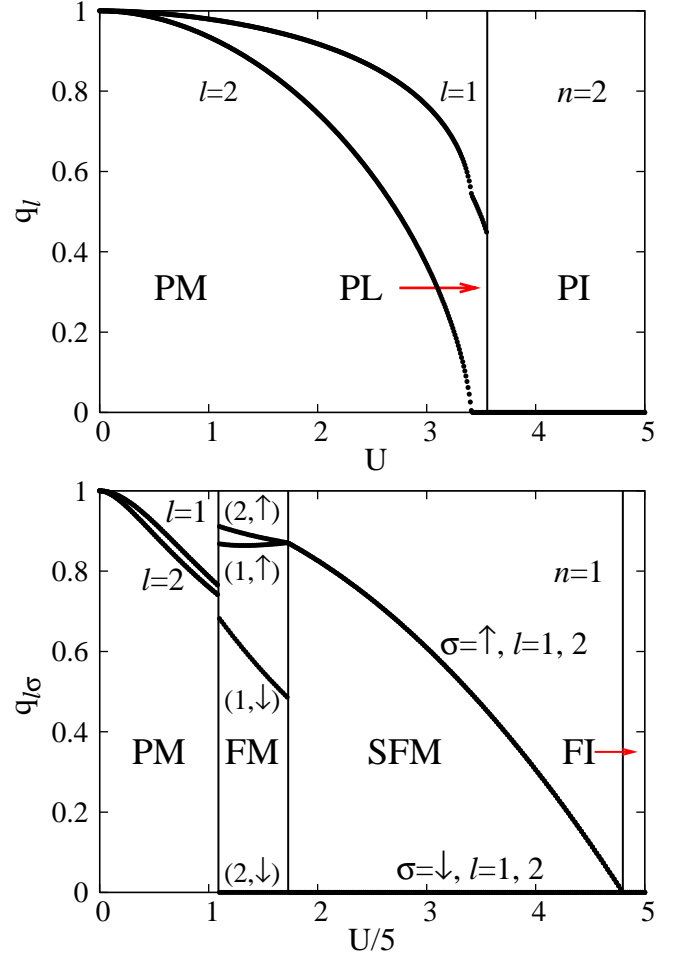 1
0.8
0.6
0.4
0.2
0
q_l
l=2
l=1
n=2
PM
PL
PI
0 1 2 3 4 5
U
1
0.8
0.6
0.4
0.2
0
q_lσ
l=1
l=2
(2,↑)
(1,↑)
n=1
σ=↑, l=1, 2
(1,↓)
PM
FM
SFM
FI
(2,↓)
σ=↓, l=1, 2
0 1 2 3 4 5
U/5